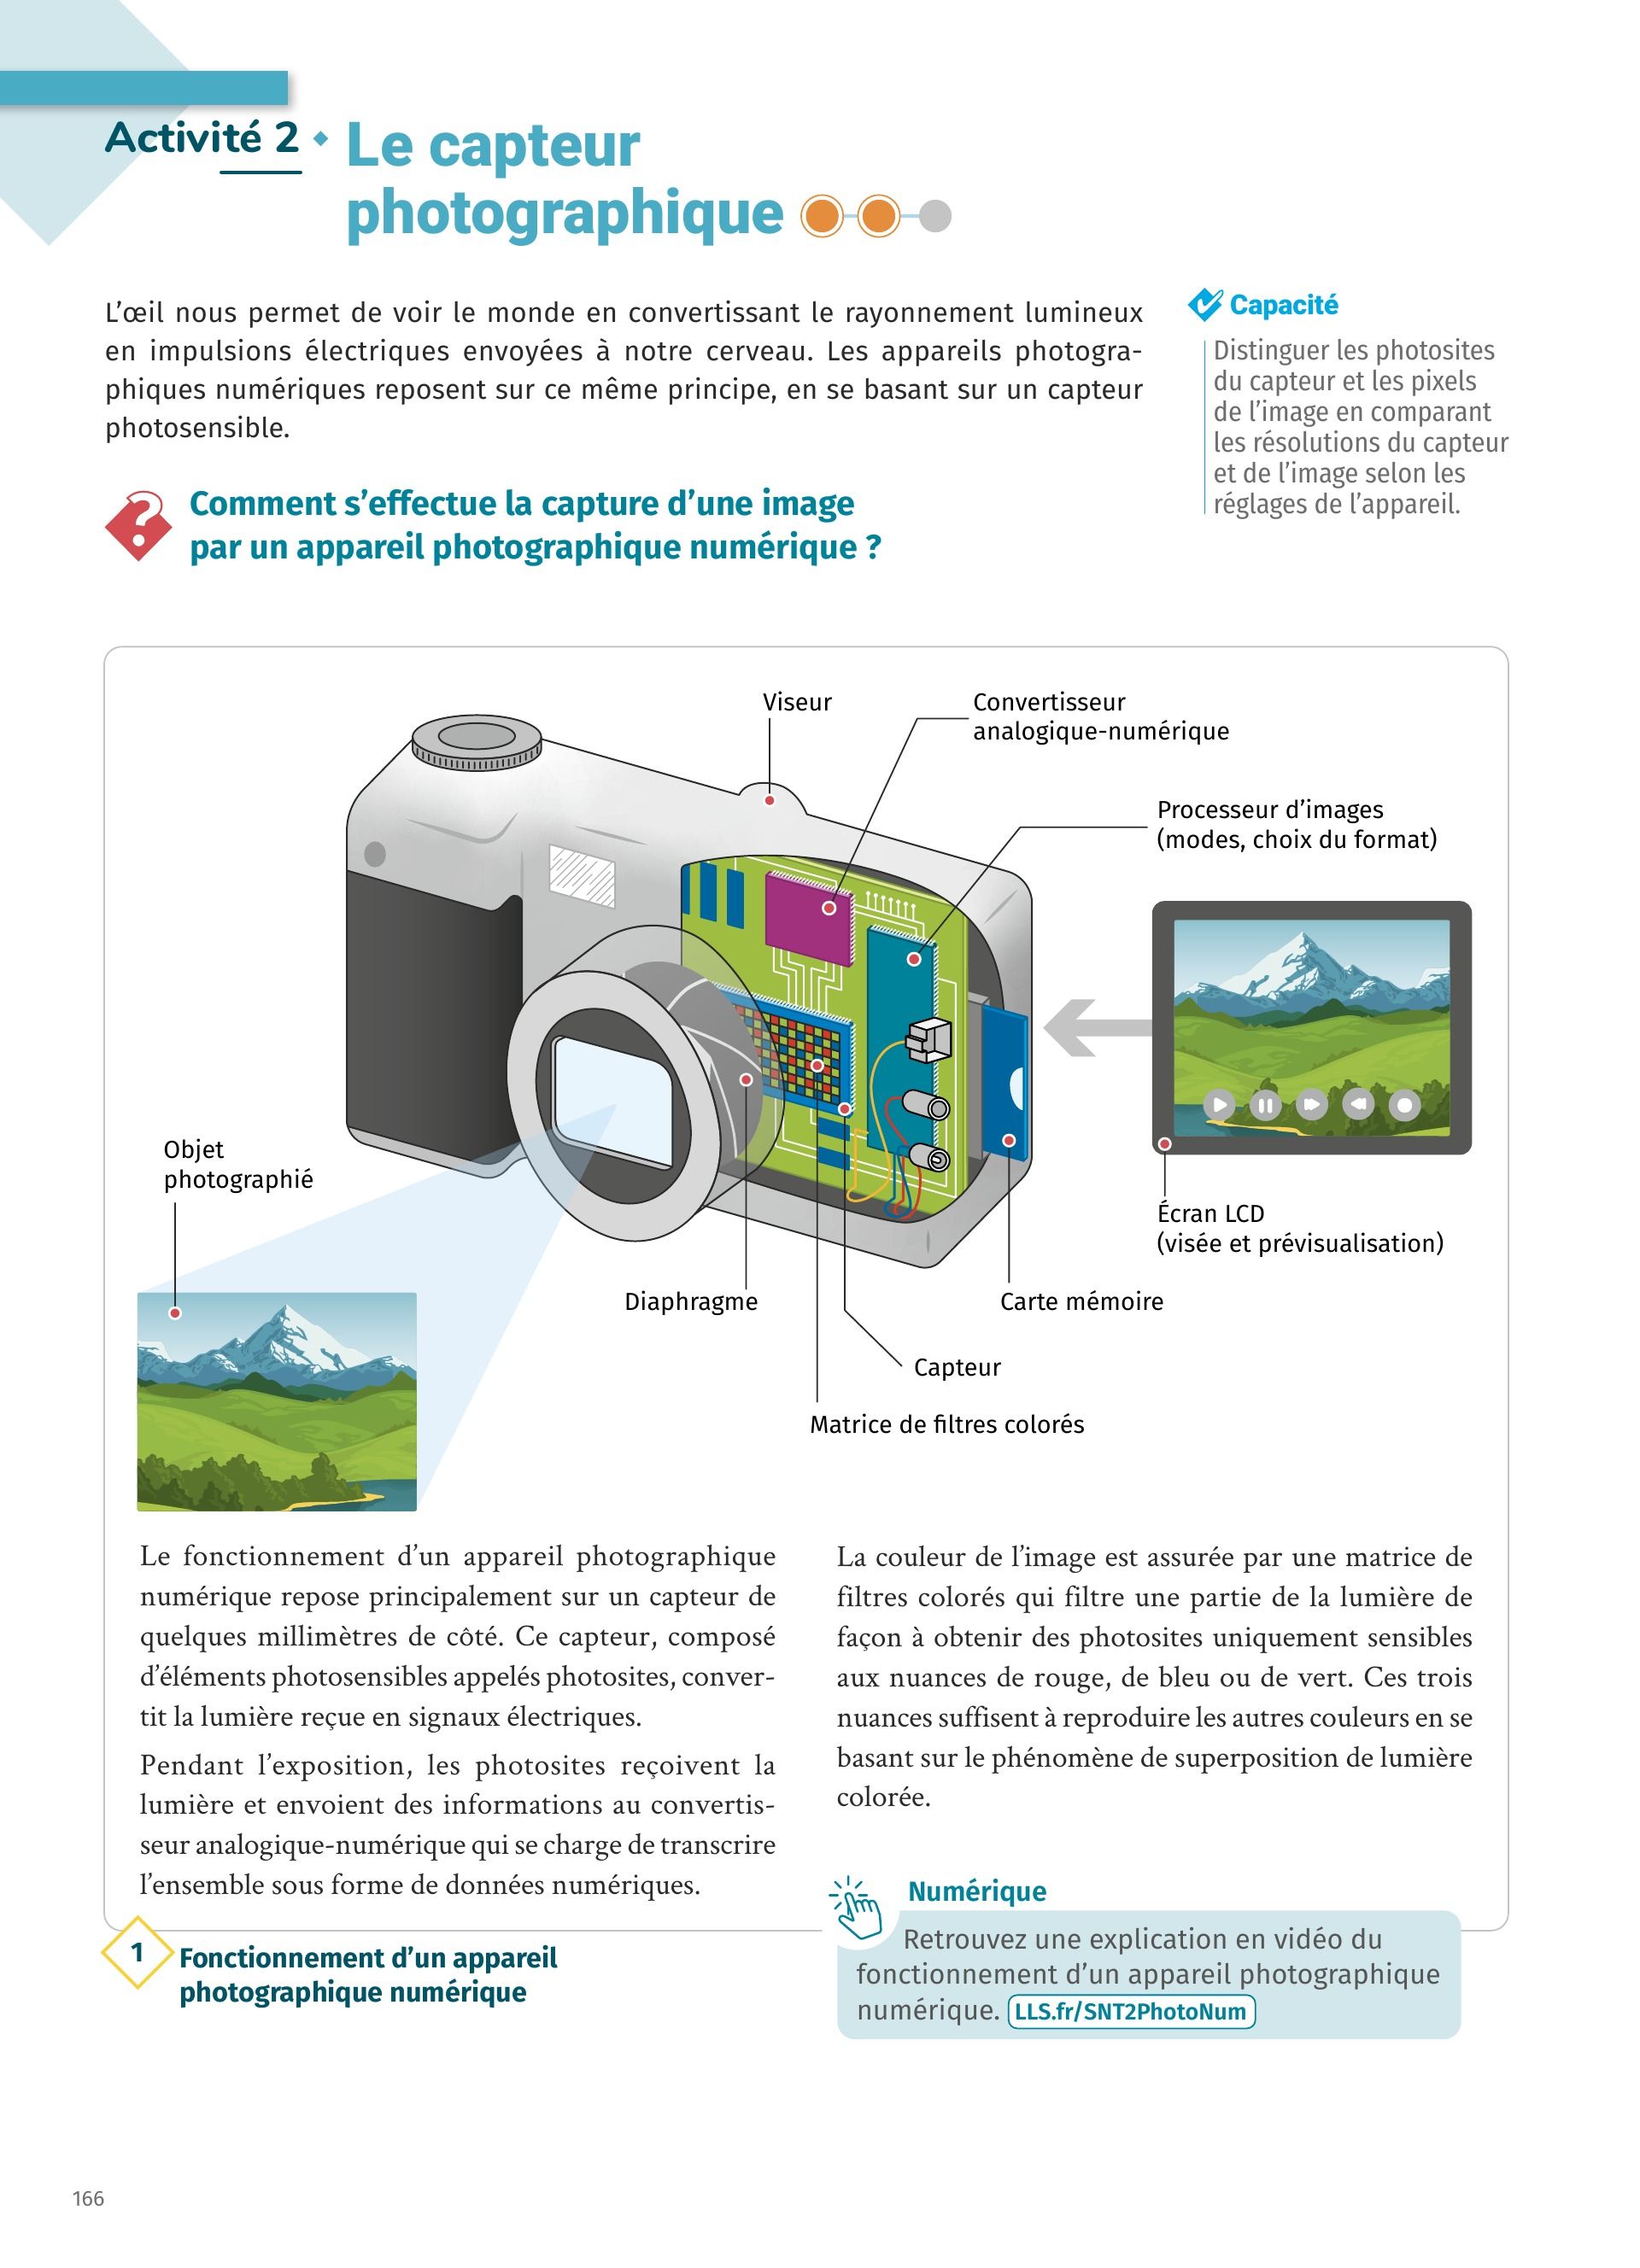 Activité 2
Le capteur
photographique
L’œil nous permet de voir le monde en convertissant le rayonnement lumineux
en impulsions électriques envoyées à notre cerveau. Les appareils photogra-
phiques numériques reposent sur ce même principe, en se basant sur un capteur
photosensible.
Capacité
Distinguer les photosites
du capteur et les pixels
de l’image en comparant
les résolutions du capteur
et de l’image selon les
réglages de l’appareil.
?
Comment s’effectue la capture d’une image
par un appareil photographique numérique ?
Viseur
Convertisseur
analogique-numérique
Processeur d’images
(modes, choix du format)
Objet
photographié
Écran LCD
(visée et prévisualisation)
Diaphragme
Carte mémoire
Capteur
Matrice de filtres colorés
Le fonctionnement d’un appareil photographique
numérique repose principalement sur un capteur de
quelques millimètres de côté. Ce capteur, composé
d’éléments photosensibles appelés photosites, conver-
tit la lumière reçue en signaux électriques.
Pendant l’exposition, les photosites reçoivent la
lumière et envoient des informations au convertis-
seur analogique-numérique qui se charge de transcrire
l’ensemble sous forme de données numériques.
La couleur de l’image est assurée par une matrice de
filtres colorés qui filtre une partie de la lumière de
façon à obtenir des photosites uniquement sensibles
aux nuances de rouge, de bleu ou de vert. Ces trois
nuances suffisent à reproduire les autres couleurs en se
basant sur le phénomène de superposition de lumière
colorée.
1
Fonctionnement d’un appareil
photographique numérique
Numérique
Retrouvez une explication en vidéo du
fonctionnement d’un appareil photographique
numérique. LLS.fr/SNT2PhotoNum
166